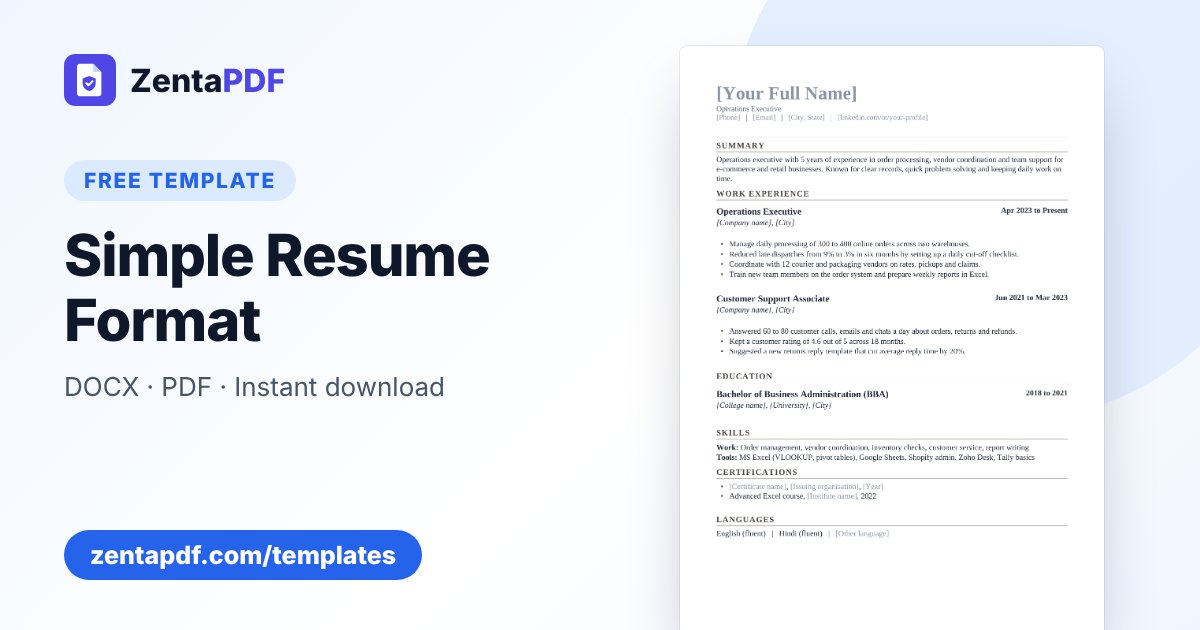 ZentaPDF
FREE TEMPLATE
Simple Resume
Format
DOCX · PDF · Instant download
zentapdf.com/templates
[Your Full Name]
Operations Executive
[Phone] | [Email] | [City, State] | [linkedin.com/in/your-profile]
SUMMARY
Operations executive with 5 years of experience in order processing, vendor coordination and team support for
e-commerce and retail businesses. Known for clear records, quick problem solving and keeping daily work on
time.
WORK EXPERIENCE
Operations Executive Apr 2023 to Present
[Company name], [City]
• Manage daily processing of 300 to 400 online orders across two warehouses.
• Reduced late dispatches from 9% to 3% in six months by setting up a daily cut-off checklist.
• Coordinate with 12 courier and packaging vendors on rates, pickups and claims.
• Train new team members on the order system and prepare weekly reports in Excel.
Customer Support Associate Jun 2021 to Mar 2023
[Company name], [City]
• Answered 60 to 80 customer calls, emails and chats a day about orders, returns and refunds.
• Kept a customer rating of 4.6 out of 5 across 18 months.
• Suggested a new returns reply template that cut average reply time by 20%.
EDUCATION
Bachelor of Business Administration (BBA) 2018 to 2021
[College name], [University], [City]
SKILLS
Work: Order management, vendor coordination, inventory checks, customer service, report writing
Tools: MS Excel (VLOOKUP, pivot tables), Google Sheets, Shopify admin, Zoho Desk, Tally basics
CERTIFICATIONS
• [Certificate name], [Issuing organisation], [Year]
• Advanced Excel course, [Institute name], 2022
LANGUAGES
English (fluent) | Hindi (fluent) | [Other language]